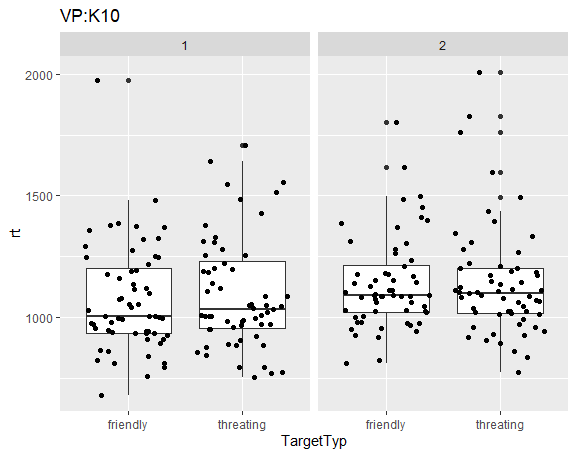 VP:K10
1
2
2000
1500
1000
rt
friendly
threating
friendly
threating
TargetTyp